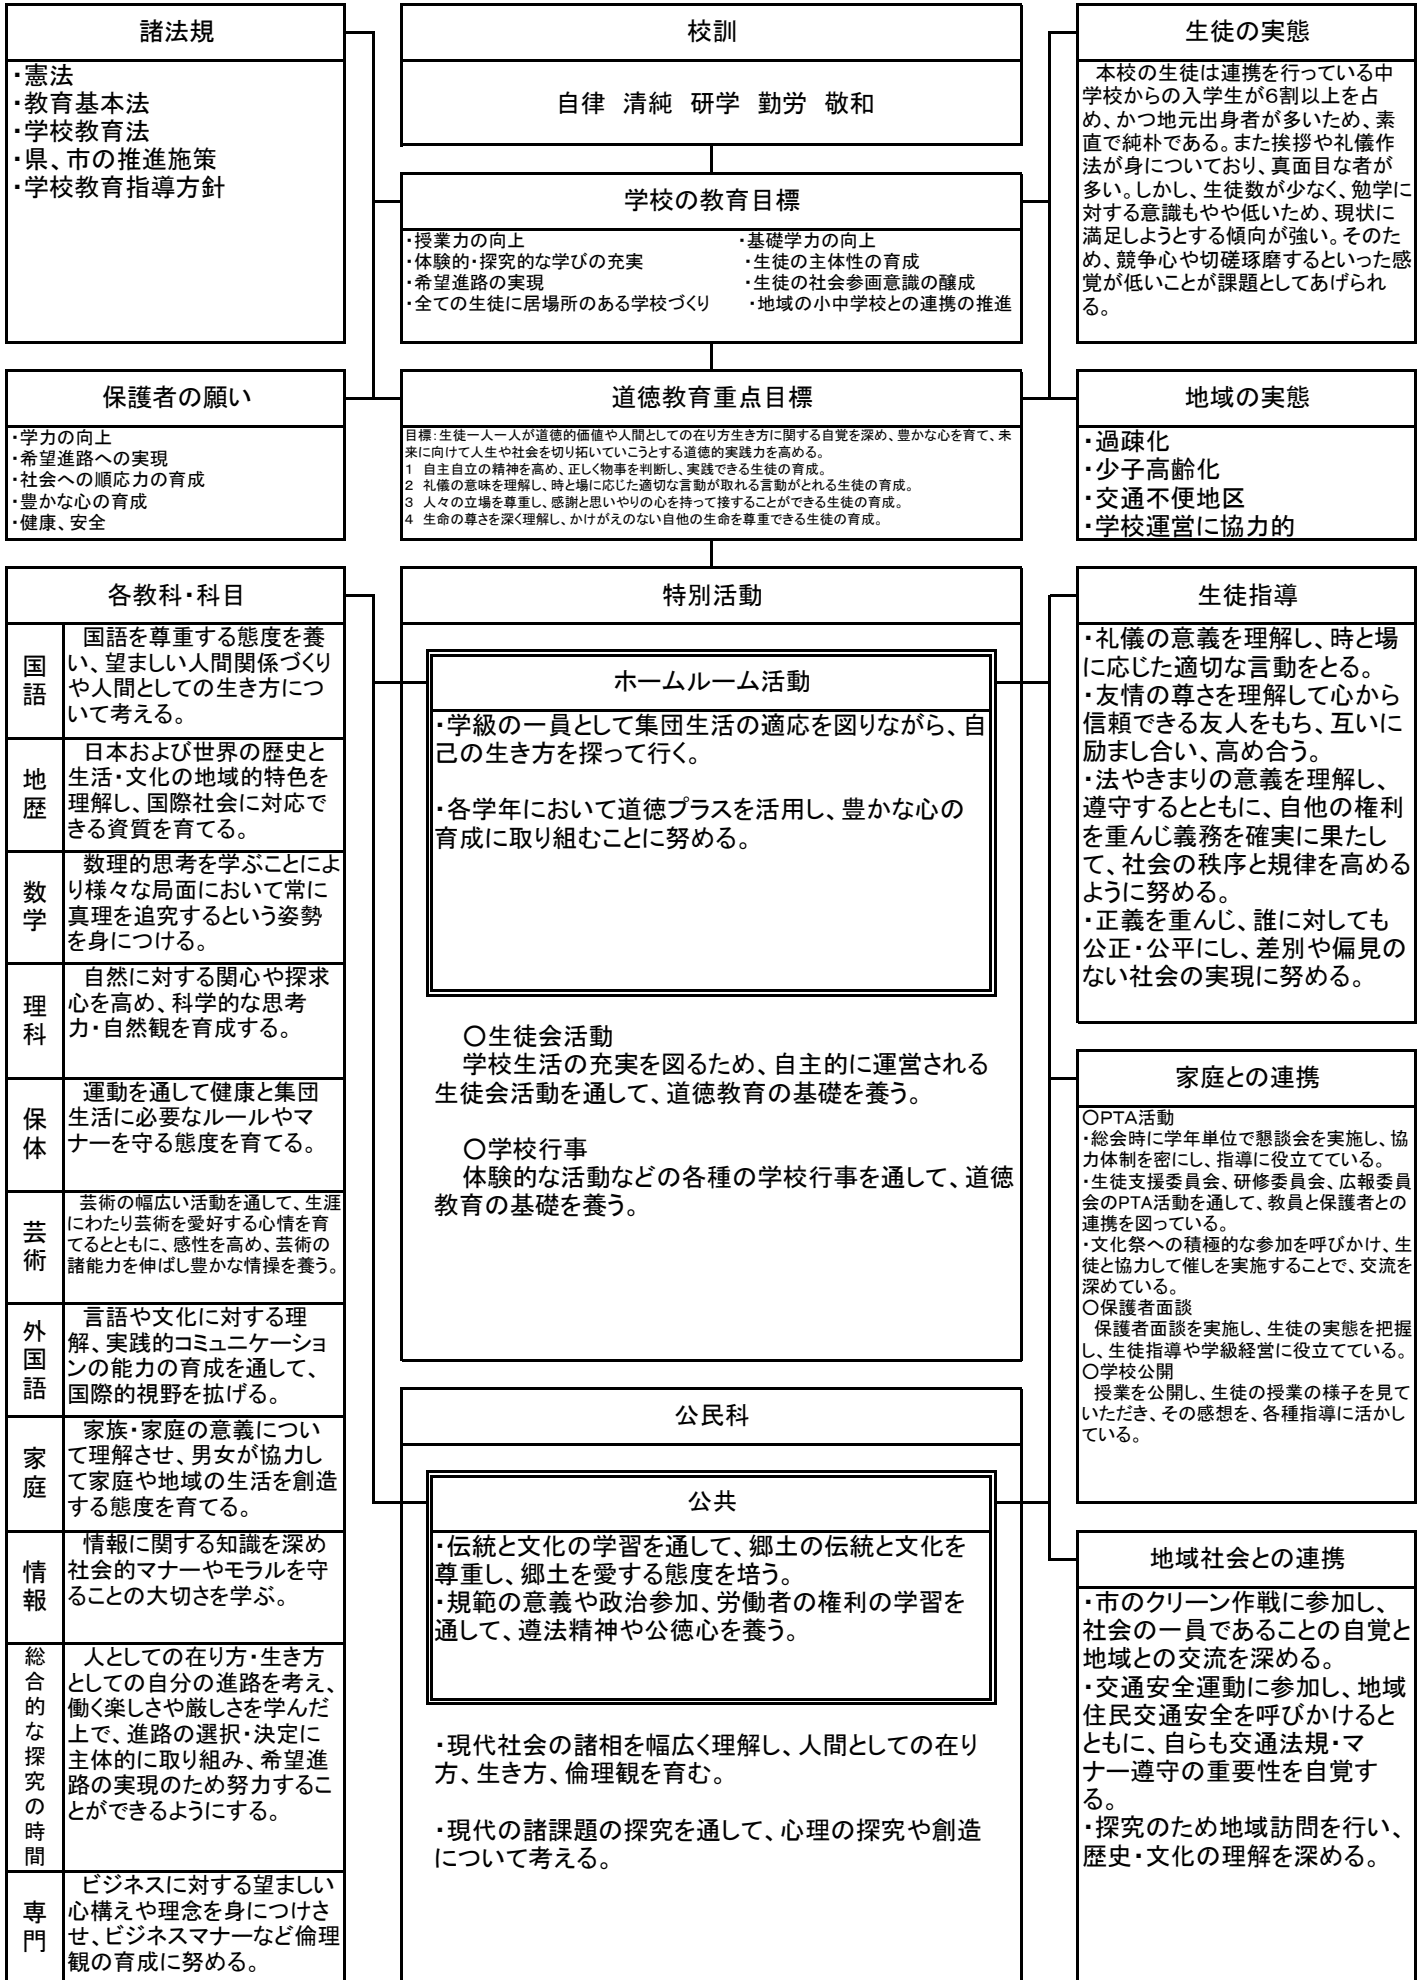 諸法規
・憲法
・教育基本法
・学校教育法
・県、市の推進施策
・学校教育指導方針
校訓
自律　清純　研学　勤労　敬和
生徒の実態
本校の生徒は連携を行っている中
学校からの入学生が６割以上を占
め、かつ地元出身者が多いため、素
直で純朴である。また挨拶や礼儀作
法が身についており、真面目な者が
多い。しかし、生徒数が少なく、勉学に
対する意識もやや低いため、現状に
満足しようとする傾向が強い。そのた
め、競争心や切磋琢磨するといった感
覚が低いことが課題としてあげられ
る。
学校の教育目標
・授業力の向上　・基礎学力の向上
・体験的・探究的な学びの充実　・生徒の主体性の育成
・希望進路の実現　・生徒の社会参画意識の醸成
・全ての生徒に居場所のある学校づくり　・地域の小中学校との連携の推進
保護者の願い
・学力の向上
・希望進路への実現
・社会への順応力の育成
・豊かな心の育成
・健康、安全
道徳教育重点目標
目標：生徒一人一人が道徳的価値や人間としての在り方生き方に関する自覚を深め、豊かな心を育て、未
来に向けて人生や社会を切り拓いていこうとする道徳的実践力を高める。
１　自主自立の精神を高め、正しく物事を判断し、実践できる生徒の育成。
２　礼儀の意味を理解し、時と場に応じた適切な言動が取れる言動がとれる生徒の育成。
３　人々の立場を尊重し、感謝と思いやりの心を持って接することができる生徒の育成。
４　生命の尊さを深く理解し、かけがえのない自他の生命を尊重できる生徒の育成。
地域の実態
・過疎化
・少子高齢化
・交通不便地区
・学校運営に協力的
各教科・科目
国語
国語を尊重する態度を養
い、望ましい人間関係づくり
や人間としての生き方につ
いて考える。
地歴
日本および世界の歴史と
生活・文化の地域的特色を
理解し、国際社会に対応で
きる資質を育てる。
数学
数理的思考を学ぶことによ
り様々な局面において常に
真理を追究するという姿勢
を身につける。
理科
自然に対する関心や探求
心を高め、科学的な思考
力・自然観を育成する。
保体
運動を通して健康と集団
生活に必要なルールやマ
ナーを守る態度を育てる。
芸術
芸術の幅広い活動を通して、生涯
にわたり芸術を愛好する心情を育
てるとともに、感性を高め、芸術の
諸能力を伸ばし豊かな情操を養う。
外国語
言語や文化に対する理
解、実践的コミュニケーショ
ンの能力の育成を通して、
国際的視野を拡げる。
家庭
家族・家庭の意義につい
て理解させ、男女が協力し
て家庭や地域の生活を創造
する態度を育てる。
情報
情報に関する知識を深め
社会的マナーやモラルを守
ることの大切さを学ぶ。
総合的な探究の時間
人としての在り方・生き方
としての自分の進路を考え、
働く楽しさや厳しさを学んだ
上で、進路の選択・決定に
主体的に取り組み、希望進
路の実現のため努力するこ
とができるようにする。
専門
ビジネスに対する望ましい
心構えや理念を身につけさ
せ、ビジネスマナーなど倫理
観の育成に努める。
特別活動
ホームルーム活動
・学級の一員として集団生活の適応を図りながら、自
己の生き方を探って行く。
・各学年において道徳プラスを活用し、豊かな心の
育成に取り組むことに努める。
〇生徒会活動
学校生活の充実を図るため、自主的に運営される
生徒会活動を通して、道徳教育の基礎を養う。
〇学校行事
体験的な活動などの各種の学校行事を通して、道徳
教育の基礎を養う。
公民科
公共
・伝統と文化の学習を通して、郷土の伝統と文化を
尊重し、郷土を愛する態度を培う。
・規範の意義や政治参加、労働者の権利の学習を
通して、遵法精神や公徳心を養う。
・現代社会の諸相を幅広く理解し、人間としての在り
方、生き方、倫理観を育む。
・現代の諸課題の探究を通して、心理の探究や創造
について考える。
生徒指導
・礼儀の意義を理解し、時と場
に応じた適切な言動をとる。
・友情の尊さを理解して心から
信頼できる友人をもち、互いに
励まし合い、高め合う。
・法やきまりの意義を理解し、
遵守するとともに、自他の権利
を重んじ義務を確実に果たし
て、社会の秩序と規律を高める
ように努める。
・正義を重んじ、誰に対しても
公正・公平にし、差別や偏見の
ない社会の実現に努める。
家庭との連携
〇PTA活動
・総会時に学年単位で懇談会を実施し、協
力体制を密にし、指導に役立てている。
・生徒支援委員会、研修委員会、広報委員
会のPTA活動を通して、教員と保護者との
連携を図っている。
・文化祭への積極的な参加を呼びかけ、生
徒と協力して催しを実施することで、交流を
深めている。
〇保護者面談
保護者面談を実施し、生徒の実態を把握
し、生徒指導や学級経営に役立てている。
〇学校公開
授業を公開し、生徒の授業の様子を見て
いただき、その感想を、各種指導に活かし
ている。
地域社会との連携
・市のクリーン作戦に参加し、
社会の一員であることの自覚と
地域との交流を深める。
・交通安全運動に参加し、地域
住民交通安全を呼びかけると
ともに、自らも交通法規・マ
ナー遵守の重要性を自覚す
る。
・探究のため地域訪問を行い、
歴史・文化の理解を深める。